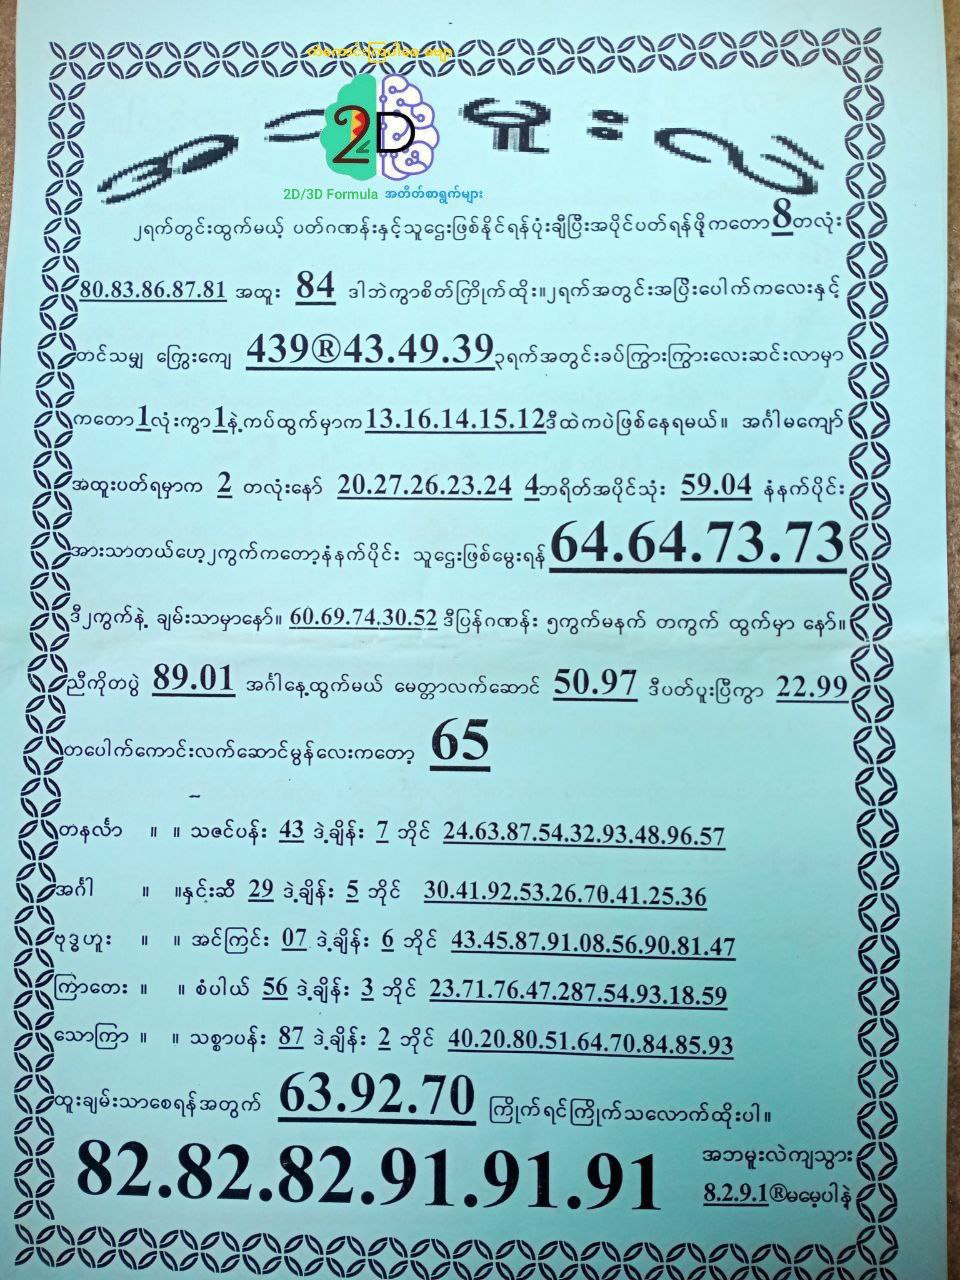 2D
2D/3D Formula အတိတ်စာရွက်များ
၂ရက်တွင်းထွက်မယ့် ပတ်ဂဏန်းနှင့်သူဌေးဖြစ်နိုင်ရန်ပုံးချီပြီးအပိုင်ပတ်ရန်ဖို့ကတော 8တလုံး
80.83.86.87.81 အထူး 84 ဒါဘဲကွာစိတ်ကြိုက်ထိုး။၂ရက်အတွင်းအပြီးပေါက်ကလေးနှင့်
တင်သမျှ ကြွေးကျေ 439®43.49.39၃ရက်အတွင်းခပ်ကြွားကြွားလေးဆင်းလာမှာ
ကတော 1လုံးကွာ 1နဲ့ကပ်ထွက်မှာက 13.16.14.15.12ဒီထဲကပဲဖြစ်နေရမယ်။ အင်္ဂါမကျော်
အထူးပတ်ရမှာက 2 တလုံးနော် 20.27.26.23.24 4ဘရိတ်အပိုင်သုံး 59.04 နံနက်ပိုင်း
အားသာတယ်ဟေ့၂ကွက်ကတော့နံနက်ပိုင်း သူဌေးဖြစ်မွေးရန် 64.64.73.73
ဒီ၂ကွက်နဲ့ ချမ်းသာမှာနော်။ 60.69.74.30.52 ဒီပြန်ဂဏန်း ၅ကွက်မနက် တကွက် ထွက်မှာ နော်။
ညီကိုတပွဲ 89.01 အင်္ဂါနေ့ထွက်မယ် မေတ္တာလက်ဆောင် 50.97 ဒီပတ်ပူးပြီကွာ 22.99
တပေါက်ကောင်းလက်ဆောင်မွန်လေးကတော့ 65
တနင်္လာ ။ ။ သဇင်ပန်း 43 ဒဲ့ချိန်း 7 ဘိုင် 24.63.87.54.32.93.48.96.57
အင်္ဂါ ။ ။နှင်းဆီ 29 ဒဲ့ချိန်း 5 ဘိုင် 30.41.92.53.26.70.41.25.36
ဗုဒ္ဓဟူး ။ ။ အင်ကြင်း 07 ဒဲ့ချိန်း 6 ဘိုင် 43.45.87.91.08.56.90.81.47
ကြာတေး ။ ။ စံပါယ် 56 ဒဲ့ချိန်း 3 ဘိုင် 23.71.76.47.287.54.93.18.59
သောကြာ ။ ။ သစ္စာပန်း 87 ဒဲ့ချိန်း 2 ဘိုင် 40.20.80.51.64.70.84.85.93
ထူးချမ်းသာစေရန်အတွက် 63.92.70 ကြိုက်ရင်ကြိုက်သလောက်ထိုးပါ။
82.82.82.91.91.91 အဘမူးလဲကျသွား
8.2.9.1®မမေ့ပါနဲ့